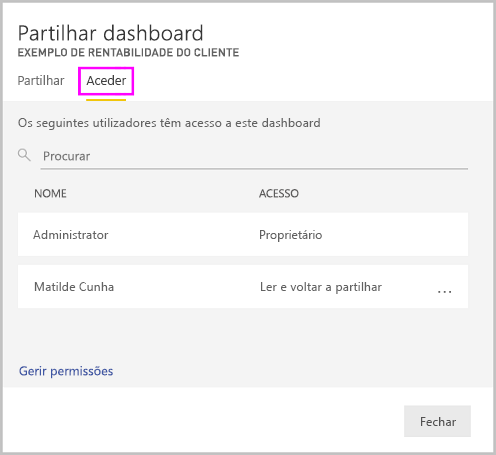 Partilhar dashboard
EXEMPLO DE RENTABILIDADE DO CLIENTE
Partilhar Aceder
Os seguintes utilizadores têm acesso a este dashboard
Procurar
NOME ACESSO
Administrator Proprietário
Matilde Cunha Ler e voltar a partilhar ...
Gerir permissões
Fechar